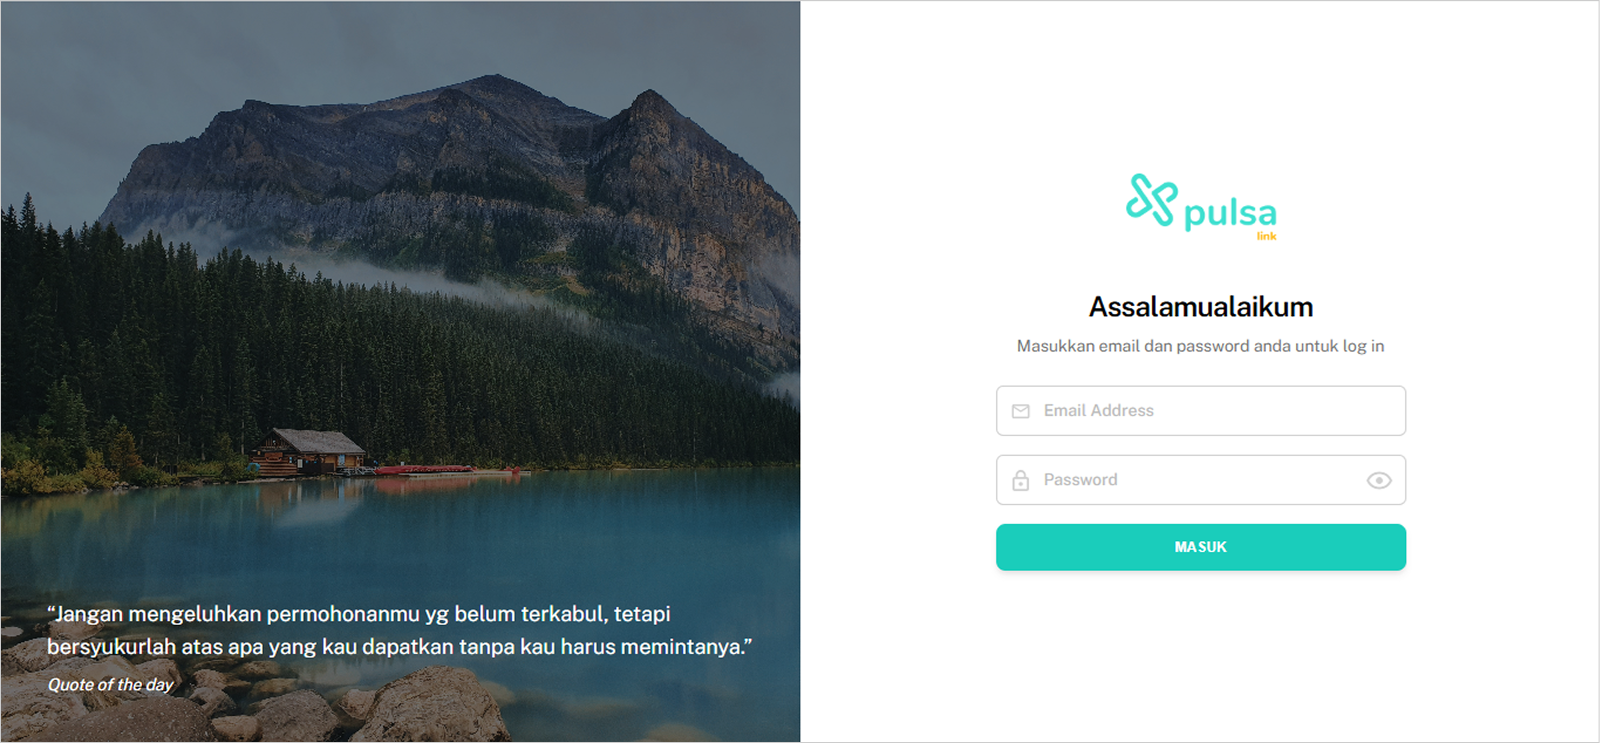 “Jangan mengeluhkan permohonanmu yg belum terkabul, tetapi
bersyukurlah atas apa yang kau dapatkan tanpa kau harus memintanya.”
Quote of the day
pulsa
link
Assalamualaikum
Masukkan email dan password anda untuk log in
Email Address
Password
MASUK